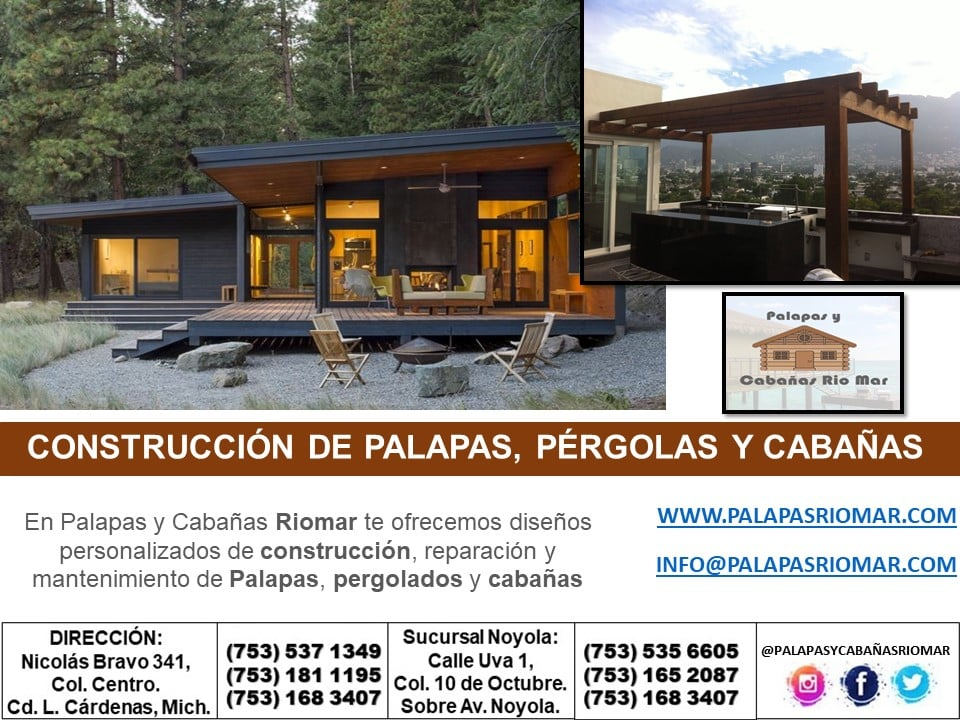 Palapas y
Cabañas Rio Mar
CONSTRUCCIÓN DE PALAPAS, PÉRGOLAS Y CABAÑAS
En Palapas y Cabañas Riomar te ofrecemos diseños
personalizados de construcción, reparación y
mantenimiento de Palapas, pergolados y cabañas
WWW.PALAPASRIOMAR.COM
INFO@PALAPASRIOMAR.COM
DIRECCIÓN:
Nicolás Bravo 341,
Col. Centro.
Cd. L. Cárdenas, Mich.
(753) 537 1349
(753) 181 1195
(753) 168 3407
Sucursal Noyola:
Calle Uva 1,
Col. 10 de Octubre.
Sobre Av. Noyola.
(753) 535 6605
(753) 165 2087
(753) 168 3407
@PALAPASYCABAÑASRIOMAR